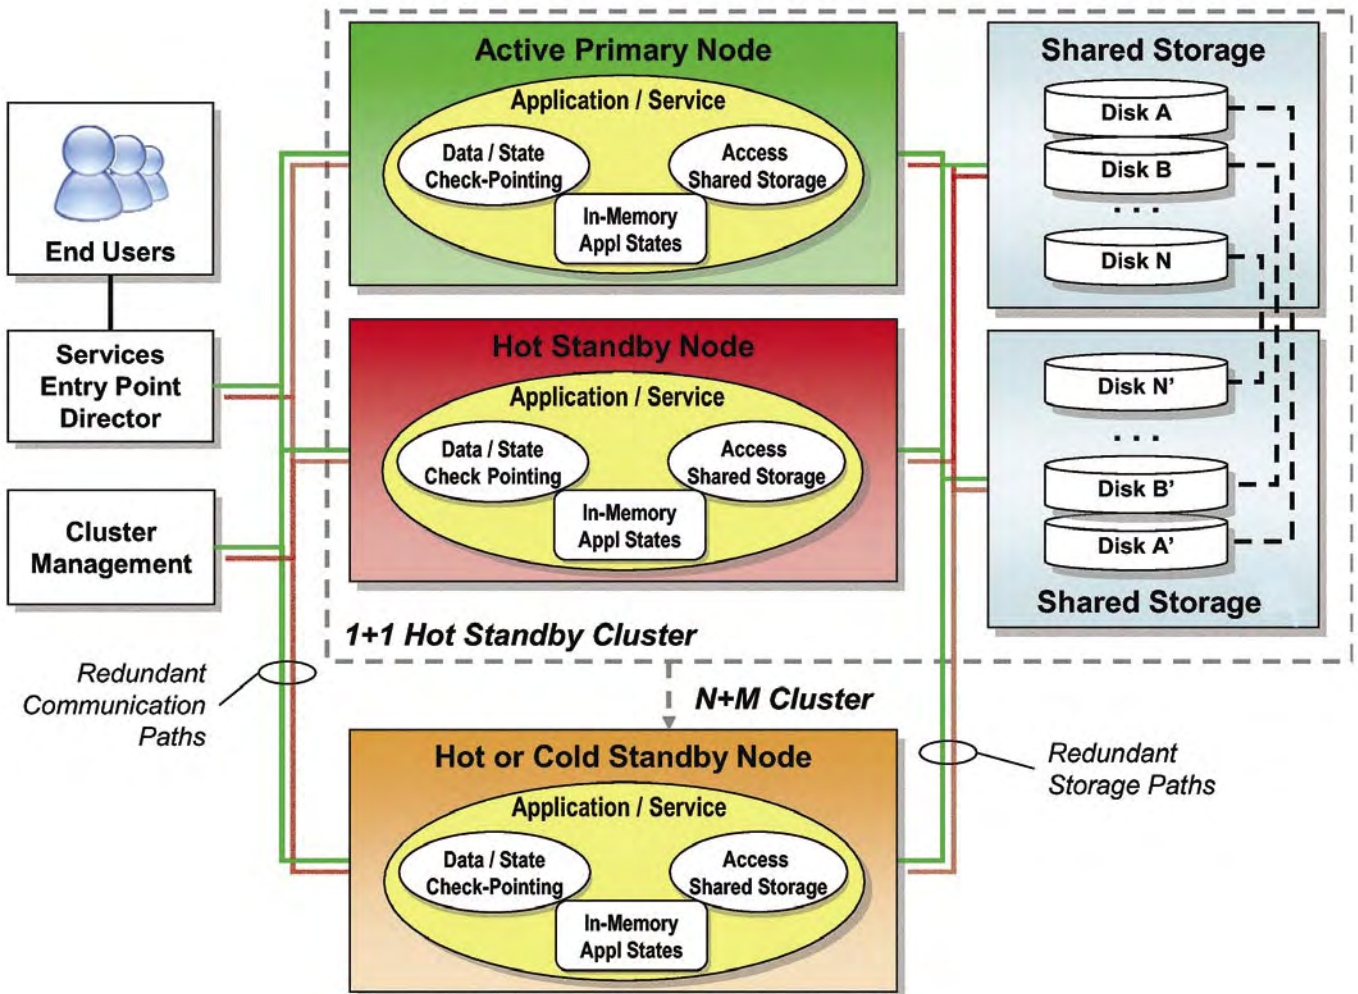 Active Primary Node
Application / Service
Data / State
Check-Pointing
Access
Shared Storage
In-Memory
Appl States
Shared Storage
Disk A
Disk B
. . .
Disk N
End Users
Services
Entry Point
Director
Hot Standby Node
Application / Service
Data / State
Check Pointing
Access
Shared Storage
In-Memory
Appl States
Disk N’
. . .
Disk B’
Disk A’
Shared Storage
Cluster
Management
1+1 Hot Standby Cluster
Redundant
Communication
Paths
N+M Cluster
Hot or Cold Standby Node
Application / Service
Data / State
Check-Pointing
Access
Shared Storage
In-Memory
Appl States
Redundant
Storage Paths